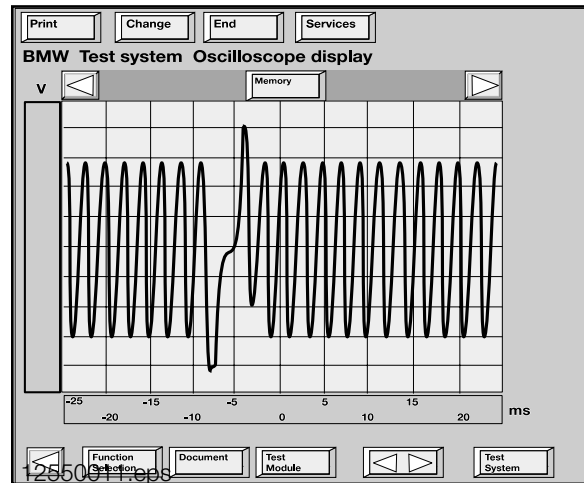 Print Change End Services
BMW Test system Oscilloscope display
V
Memory
-25 -15 -5 5 15
-20 -10 0 10 20
ms
Function
Selection
Document
Test
Module
Test
System
12550011.eps